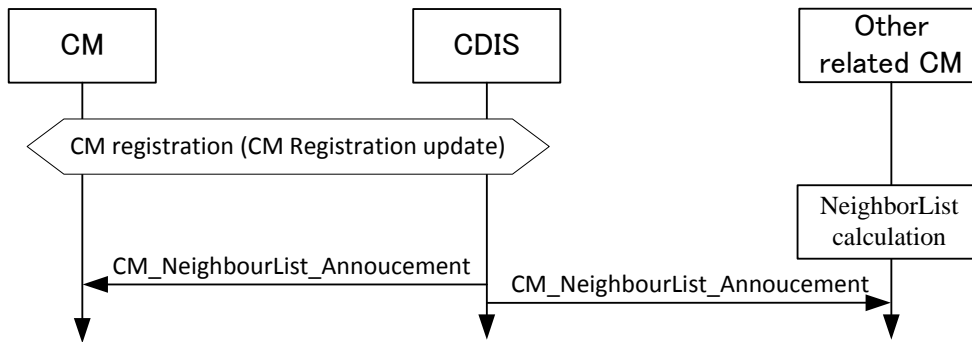 CM
CDIS
Other
related CM
CM registration (CM Registration update)
NeighborList
calculation
CM_NeighbourList_Annoucement
CM_NeighbourList_Annoucement